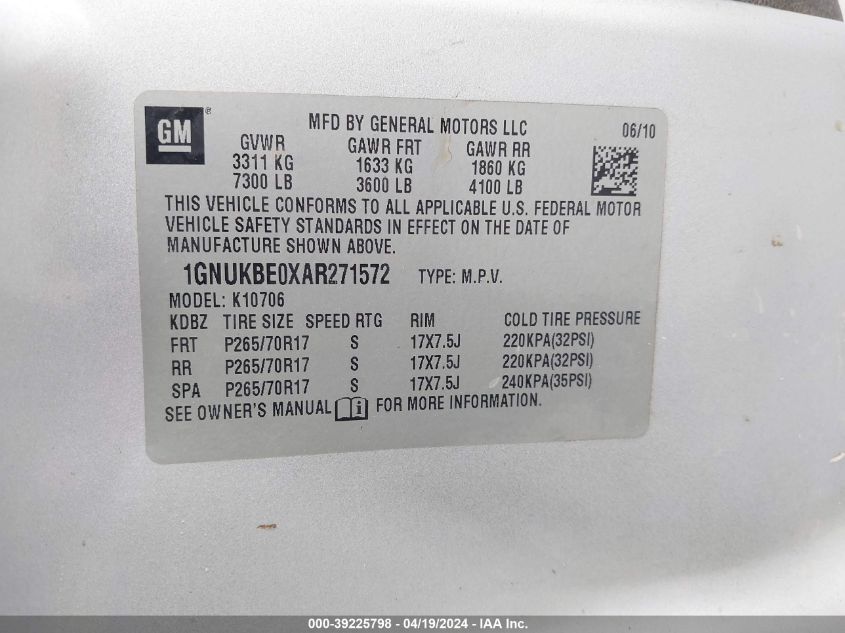 GM ®
MFD BY GENERAL MOTORS LLC 06/10
GVWR GAWR FRT GAWR RR
3311 KG 1633 KG 1860 KG
7300 LB 3600 LB 4100 LB
THIS VEHICLE CONFORMS TO ALL APPLICABLE U.S. FEDERAL MOTOR
VEHICLE SAFETY STANDARDS IN EFFECT ON THE DATE OF
MANUFACTURE SHOWN ABOVE.
1GNUKBE0XAR271572 TYPE: M.P.V.
MODEL: K10706
KDBZ TIRE SIZE SPEED RTG RIM COLD TIRE PRESSURE
FRT P265/70R17 S 17X7.5J 220KPA(32PSI)
RR P265/70R17 S 17X7.5J 220KPA(32PSI)
SPA P265/70R17 S 17X7.5J 240KPA(35PSI)
SEE OWNER'S MANUAL i FOR MORE INFORMATION.
000-39225798 - 04/19/2024 - IAA Inc.